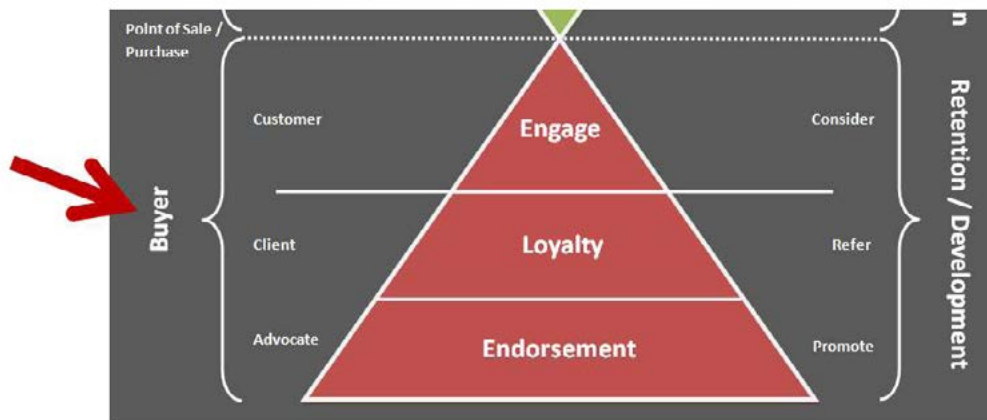 Point of Sale /
Purchase
n
Customer
Engage
Consider
Buyer
Retention / Development
Client
Loyalty
Refer
Advocate
Endorsement
Promote